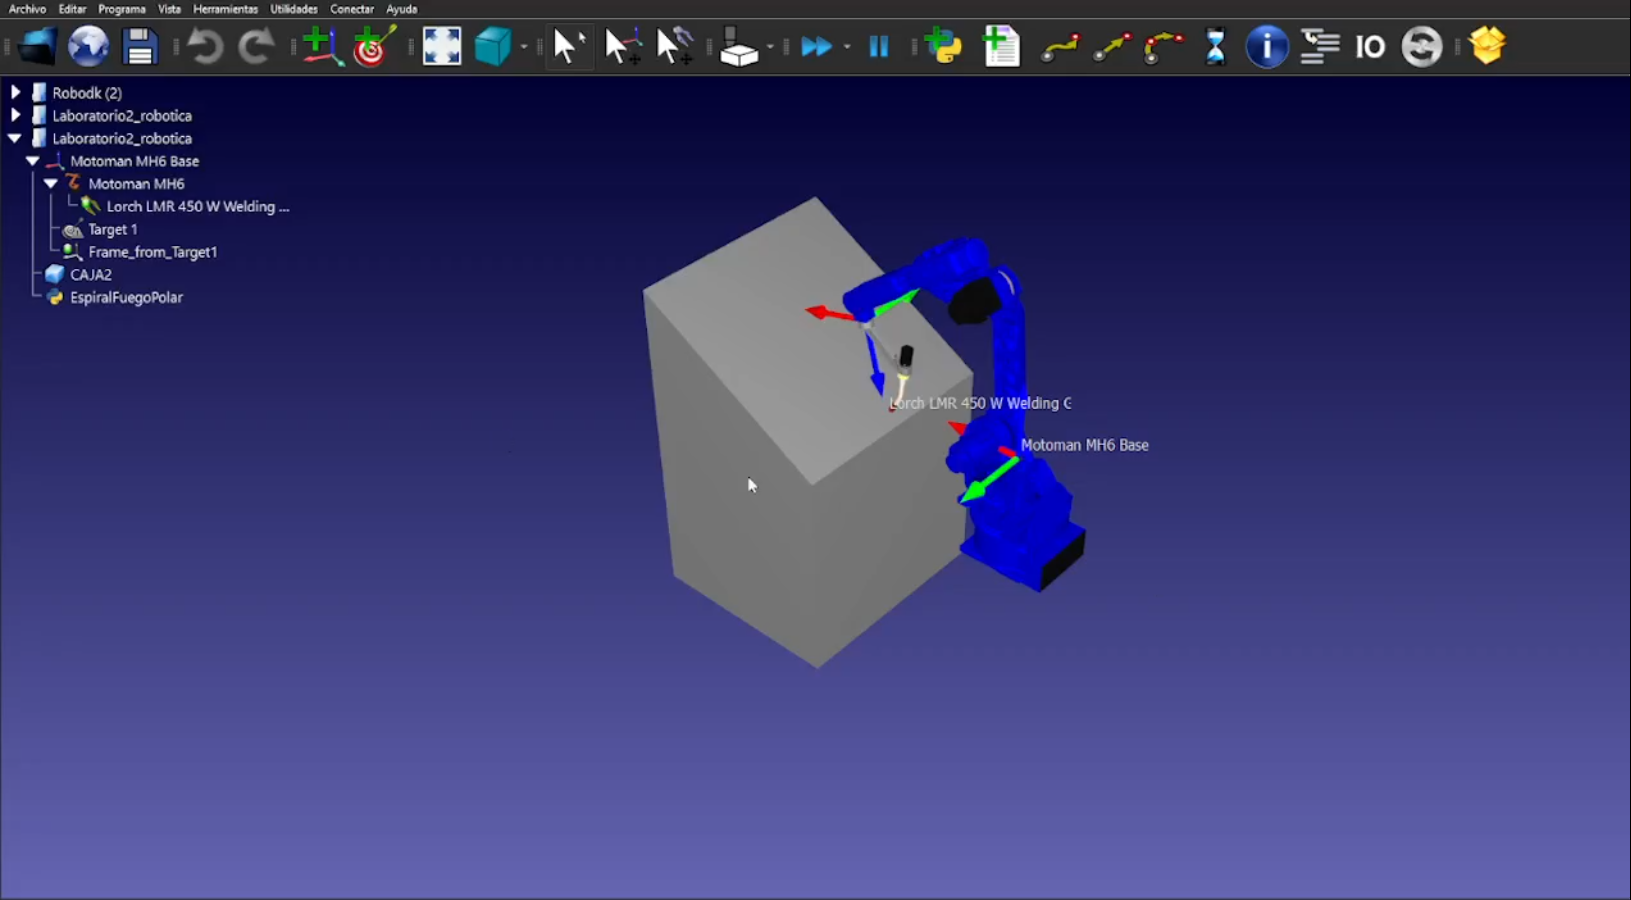 Archivo Editar Programa Vista Herramientas Utilidades Conectar Ayuda
IO
Robodk (2)
Laboratorio2_robotica
Laboratorio2_robotica
Motoman MH6 Base
Motoman MH6
Lorch LMR 450 W Welding ...
Target 1
Frame_from_Target1
CAJA2
EspiralFuegoPolar
Lorch LMR 450 W Welding C
Motoman MH6 Base